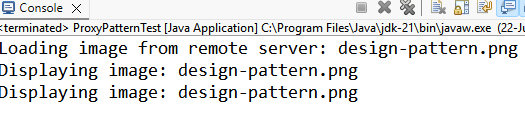 Console
<terminated> ProxyPatternTest [Java Application] C:\Program Files\Java\jdk-21\bin\javaw.exe (22-Ju
Loading image from remote server: design-pattern.png
Displaying image: design-pattern.png
Displaying image: design-pattern.png